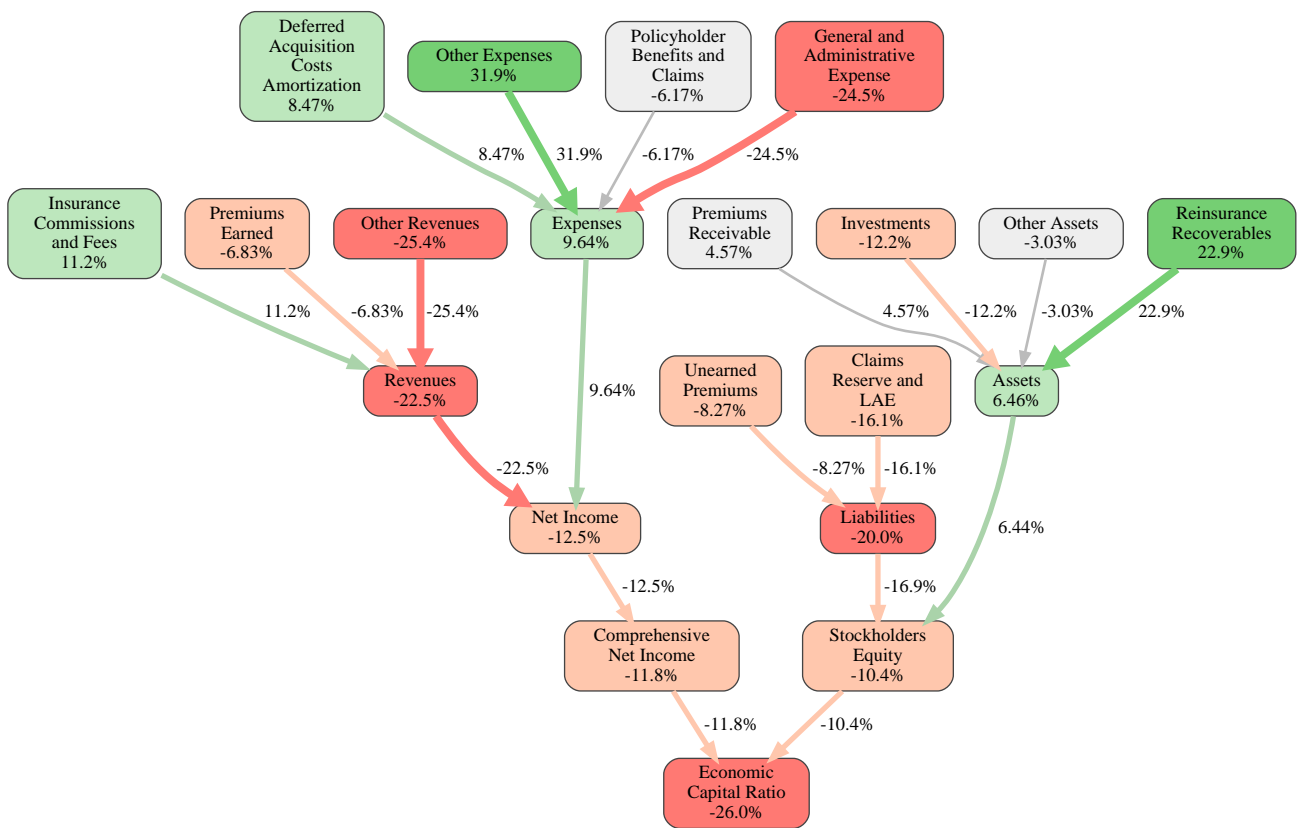 Deferred
Acquisition
Costs
Amortization
8.47%
Other Expenses
31.9%
Policyholder
Benefits and
Claims
-6.17%
General and
Administrative
Expense
-24.5%
8.47%
31.9%
-6.17%
-24.5%
Insurance
Commissions
and Fees
11.2%
Premiums
Earned
-6.83%
Other Revenues
-25.4%
Expenses
9.64%
Premiums
Receivable
4.57%
Investments
-12.2%
Other Assets
-3.03%
Reinsurance
Recoverables
22.9%
11.2%
-6.83%
-25.4%
4.57%
-12.2%
-3.03%
22.9%
Revenues
-22.5%
9.64%
Unearned
Premiums
-8.27%
Claims
Reserve and
LAE
-16.1%
Assets
6.46%
-22.5%
-8.27%
-16.1%
Net Income
-12.5%
Liabilities
-20.0%
6.44%
-12.5%
-16.9%
Comprehensive
Net Income
-11.8%
Stockholders
Equity
-10.4%
-11.8%
-10.4%
Economic
Capital Ratio
-26.0%